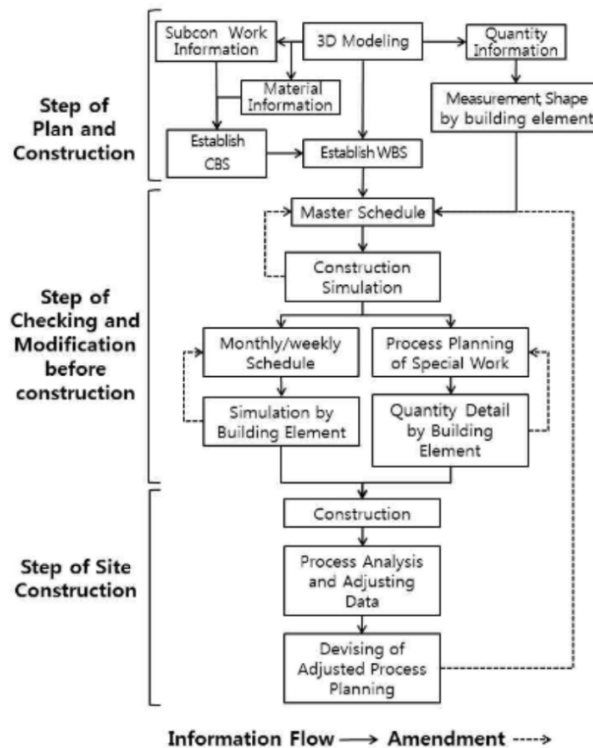 Subcon Work
Information
3D Modeling
Quantity
Information
Material
Information
Measurement, Shape
by building element
Step of
Plan and
Construction
Establish
CBS
Establish WBS
Master Schedule
Construction
Simulation
Step of
Checking and
Modification
before
construction
Monthly/weekly
Schedule
Process Planning
of Special Work
Simulation by
Building Element
Quantity Detail
by Building
Element
Construction
Step of Site
Construction
Process Analysis
and Adjusting
Data
Devising of
Adjusted Process
Planning
Information Flow
Amendment